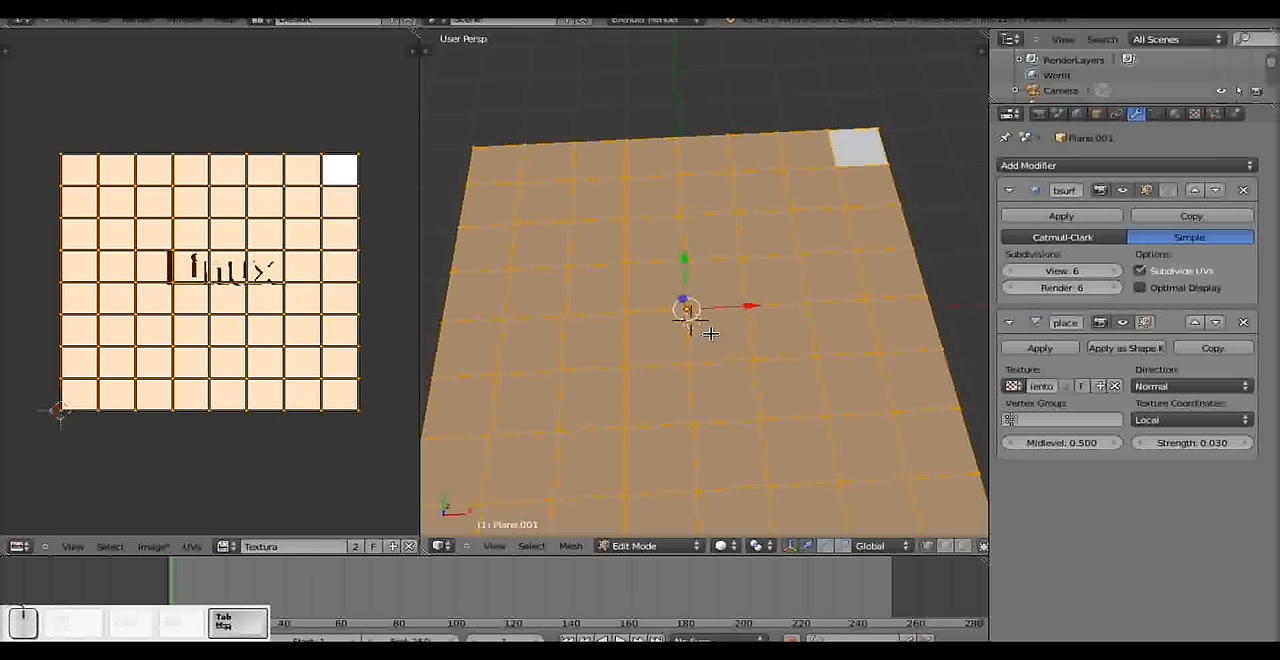 User Persp
View Search All Scenes
RenderLayers
World
Camera
Plane.001
Add Modifier
bsurf
Apply Copy
Catmull-Clark Simple
Subdivisions: Options:
View: 6 Subdivide UVs
Render: 6 Optimal Display
place
Apply Apply as Shape K Copy
Texture: Direction:
iento F Normal
Vertex Group: Texture Coordinates:
Local
Midlevel: 0.500 Strength: 0.030
Linux
(1) Plane.001
View Select Image* UVs Textura 2 F
View Select Mesh Edit Mode Global
Tab
40 60 80 100 120 140 160 180 200 220 240 260 280